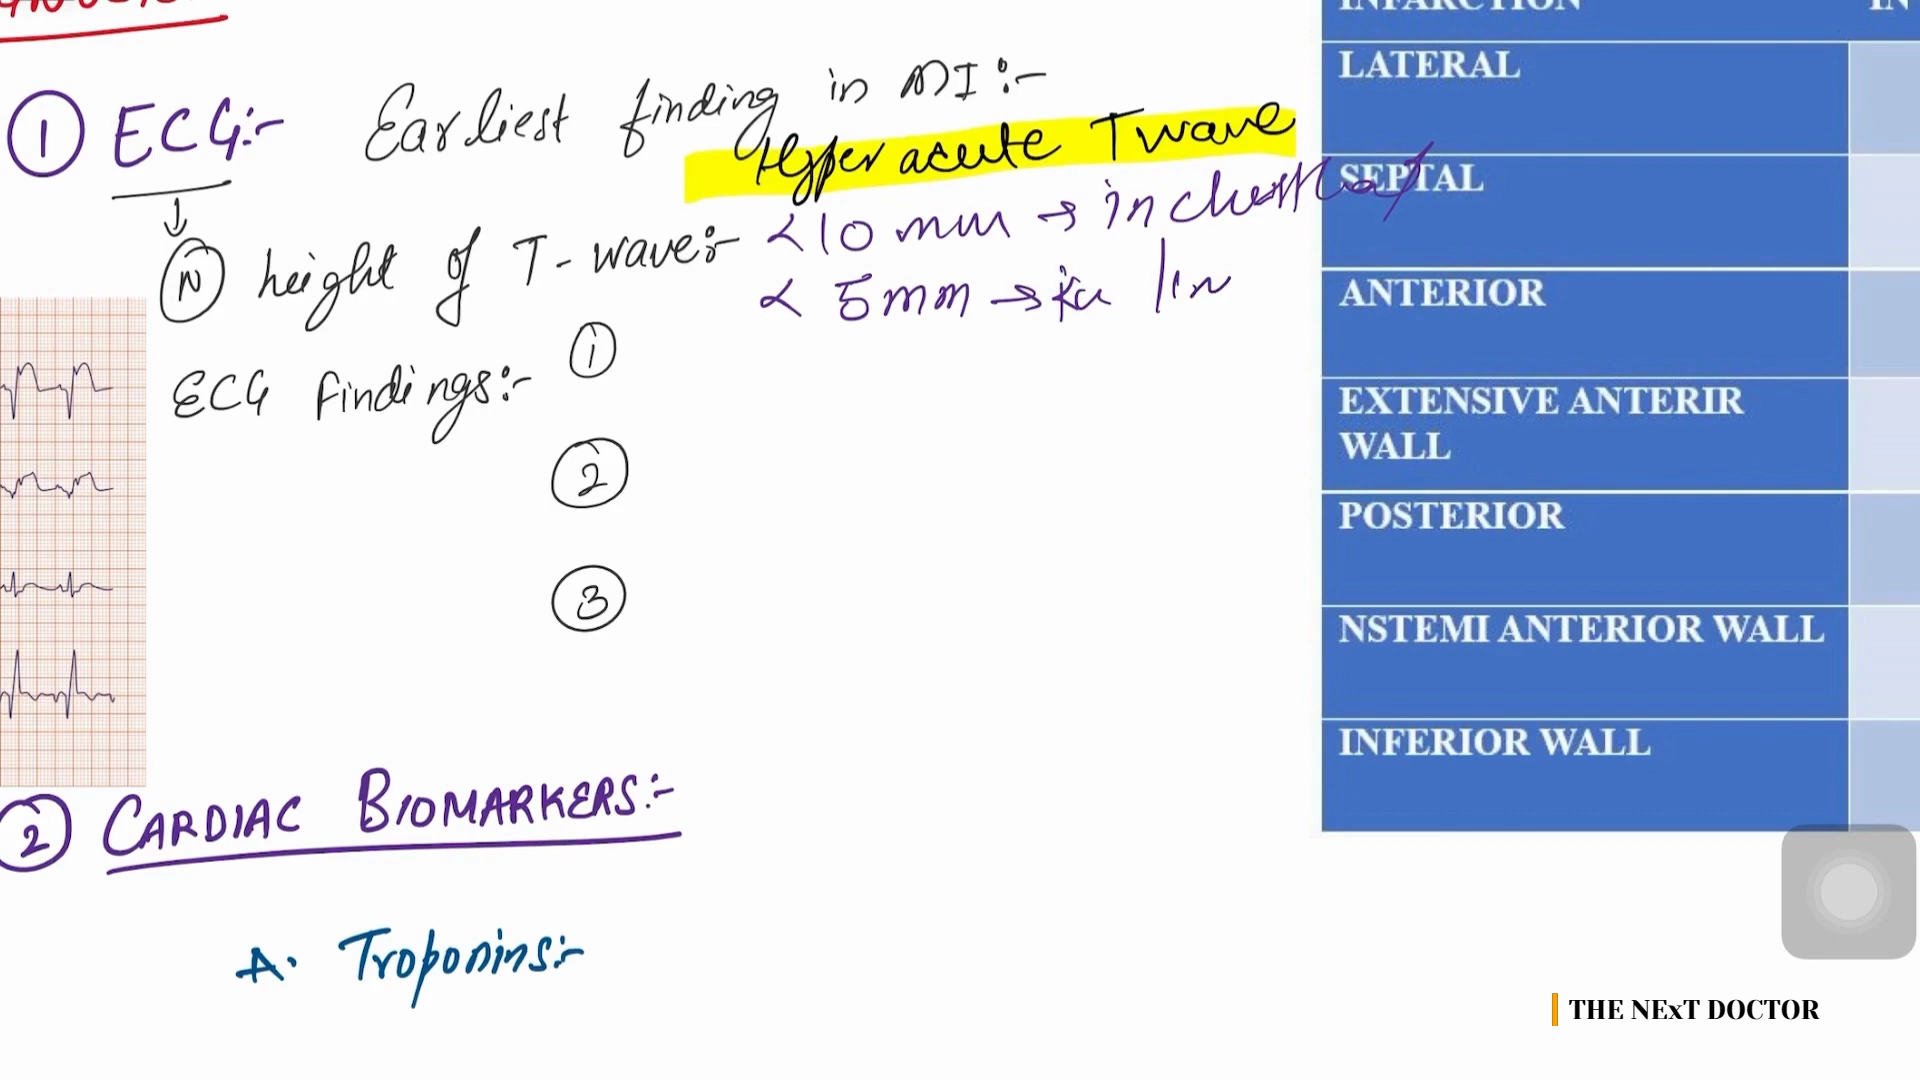 ① ECG:-
Earliest finding in MI:-
Hyperacute T wave
Ⓝ height of T-wave:- <10 mm → in chest
< 5mm →
ECG findings:- ①
②
③
② CARDIAC BIOMARKERS:-
A. Troponins:-
INFARCTION
IN
LATERAL
SEPTAL
ANTERIOR
EXTENSIVE ANTERIR
WALL
POSTERIOR
NSTEMI ANTERIOR WALL
INFERIOR WALL
THE NExT DOCTOR